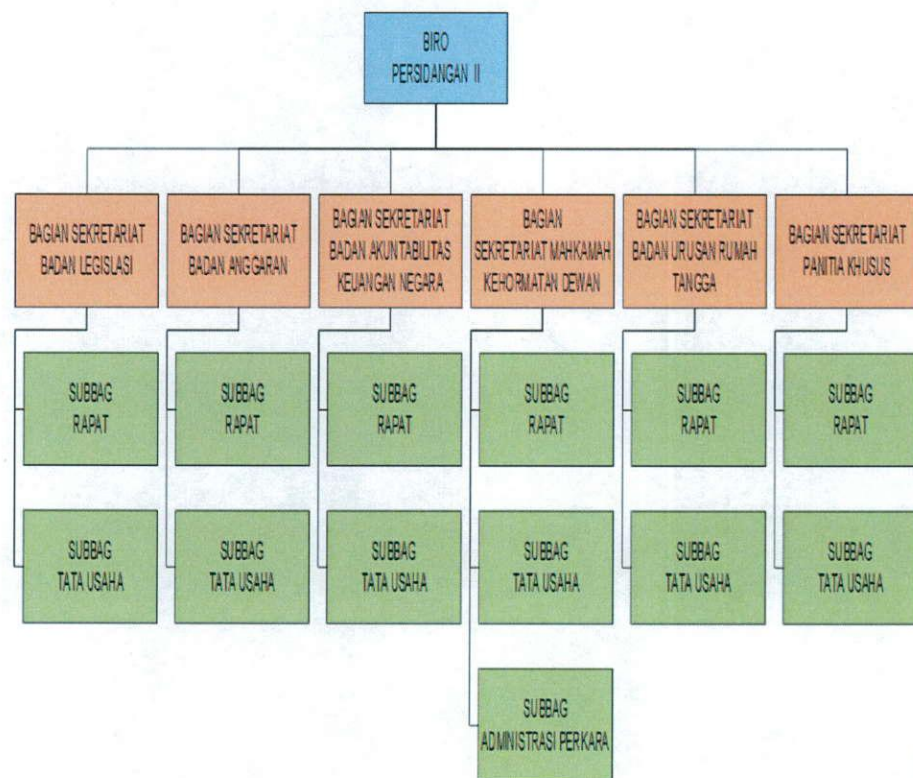 BIRO
PERSIDANGAN II
BAGIAN SEKRETARIAT
BADAN LEGISLASI
BAGIAN SEKRETARIAT
BADAN ANGGARAN
BAGIAN SEKRETARIAT
BADAN AKUNTABILITAS
KEUANGAN NEGARA
BAGIAN
SEKRETARIAT MAHKAMAH
KEHORMATAN DEWAN
BAGIAN SEKRETARIAT
BADAN URUSAN RUMAH
TANGGA
BAGIAN SEKRETARIAT
PANITIA KHUSUS
SUBBAG
RAPAT
SUBBAG
RAPAT
SUBBAG
RAPAT
SUBBAG
RAPAT
SUBBAG
RAPAT
SUBBAG
RAPAT
SUBBAG
TATA USAHA
SUBBAG
TATA USAHA
SUBBAG
TATA USAHA
SUBBAG
TATA USAHA
SUBBAG
TATA USAHA
SUBBAG
TATA USAHA
SUBBAG
ADMINISTRASI PERKARA